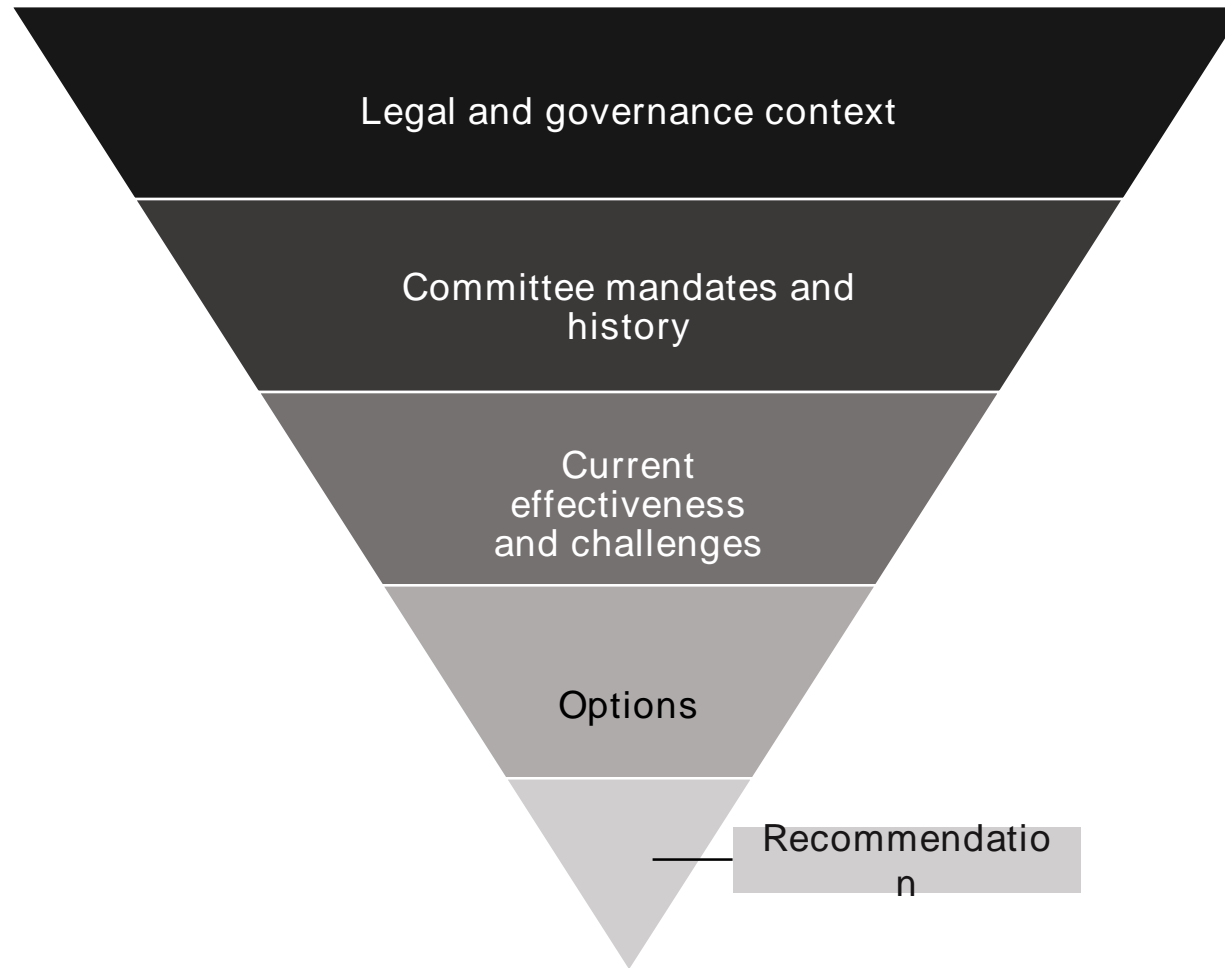 Legal and governance context
Committee mandates and
history
Current
effectiveness
and challenges
Options
Recommendatio
n